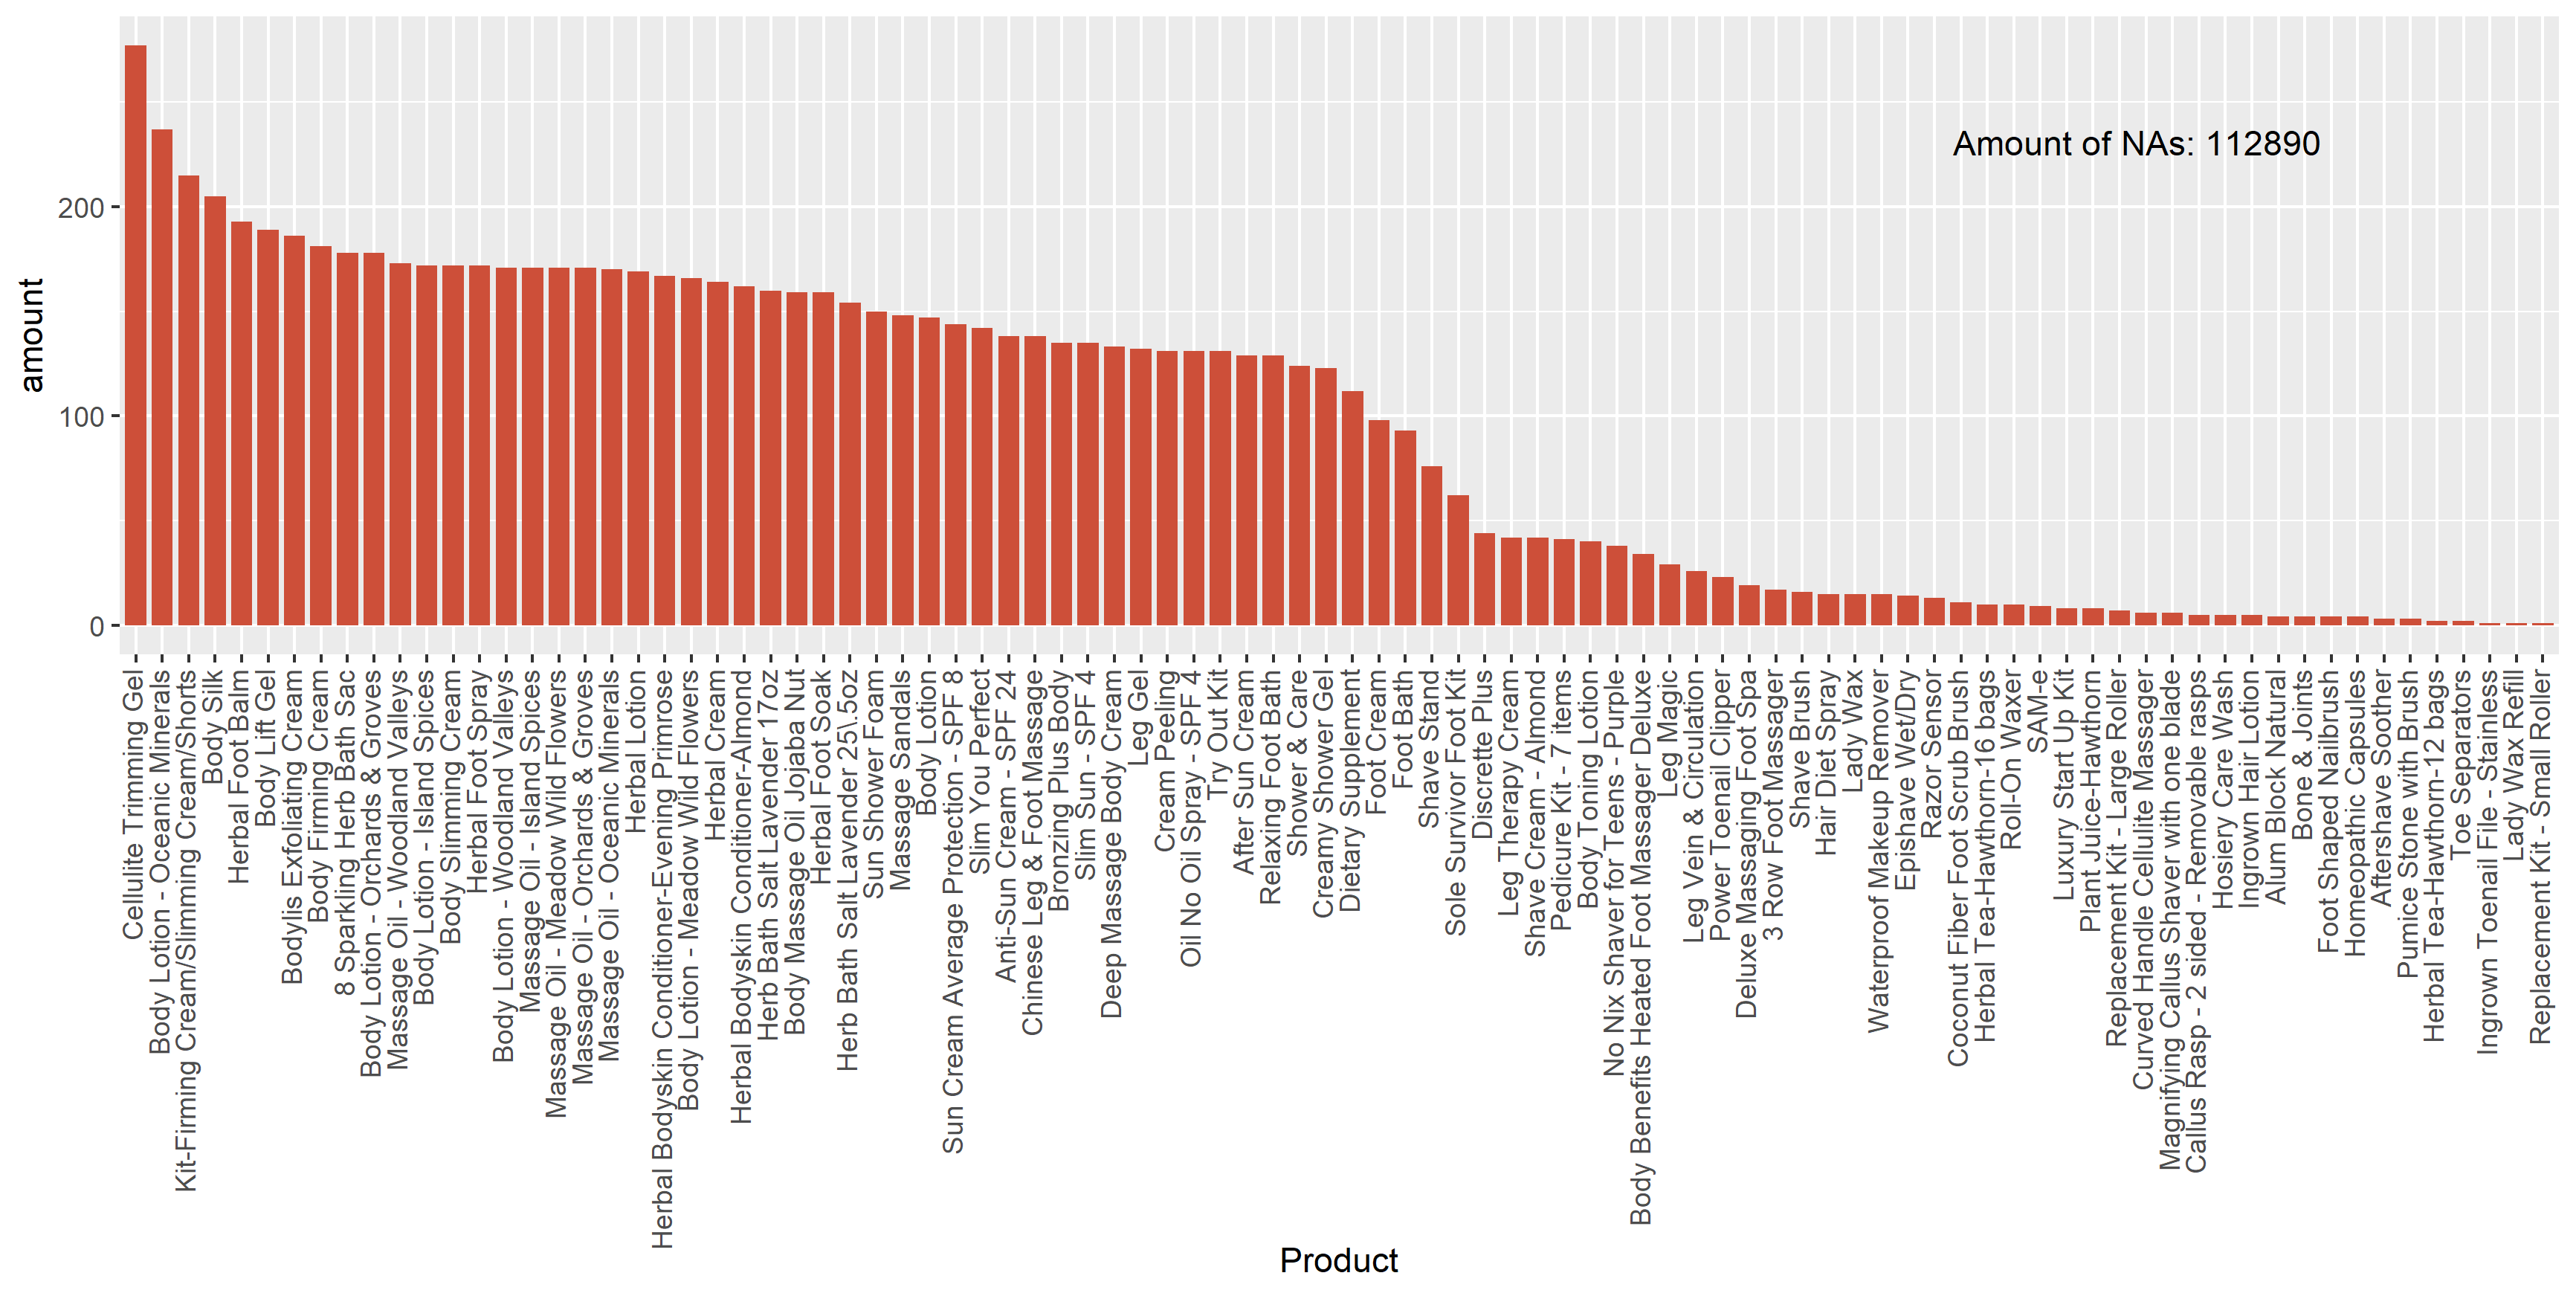 Amount of NAs: 112890
amount
200
100
0
Cellulite Trimming Gel
Body Lotion - Oceanic Minerals
Kit-Firming Cream/Slimming Cream/Shorts
Body Silk
Herbal Foot Balm
Body Lift Gel
Bodylis Exfoliating Cream
Body Firming Cream
8 Sparkling Herb Bath Sac
Body Lotion - Orchards & Groves
Massage Oil - Woodland Valleys
Body Lotion - Island Spices
Body Slimming Cream
Herbal Foot Spray
Body Lotion - Woodland Valleys
Massage Oil - Island Spices
Massage Oil - Meadow Wild Flowers
Massage Oil - Orchards & Groves
Massage Oil - Oceanic Minerals
Herbal Lotion
Herbal Bodyskin Conditioner-Evening Primrose
Body Lotion - Meadow Wild Flowers
Herbal Cream
Herbal Bodyskin Conditioner-Almond
Herb Bath Salt Lavender 17oz
Body Massage Oil Jojaba Nut
Herbal Foot Soak
Herb Bath Salt Lavender 25\.5oz
Sun Shower Foam
Massage Sandals
Body Lotion
Sun Cream Average Protection - SPF 8
Slim You Perfect
Anti-Sun Cream - SPF 24
Chinese Leg & Foot Massage
Bronzing Plus Body
Slim Sun - SPF 4
Deep Massage Body Cream
Leg Gel
Cream Peeling
Oil No Oil Spray - SPF 4
Try Out Kit
After Sun Cream
Relaxing Foot Bath
Shower & Care
Creamy Shower Gel
Dietary Supplement
Foot Cream
Foot Bath
Shave Stand
Sole Survivor Foot Kit
Discrette Plus
Leg Therapy Cream
Shave Cream - Almond
Pedicure Kit - 7 items
Body Toning Lotion
No Nix Shaver for Teens - Purple
Body Benefits Heated Foot Massager Deluxe
Leg Magic
Leg Vein & Circulation
Power Toenail Clipper
Deluxe Massaging Foot Spa
3 Row Foot Massager
Shave Brush
Hair Diet Spray
Lady Wax
Waterproof Makeup Remover
Epishave Wet/Dry
Razor Sensor
Coconut Fiber Foot Scrub Brush
Herbal Tea-Hawthorn-16 bags
Roll-On Waxer
SAM-e
Luxury Start Up Kit
Plant Juice-Hawthorn
Replacement Kit - Large Roller
Curved Handle Cellulite Massager
Magnifying Callus Shaver with one blade
Callus Rasp - 2 sided - Removable rasps
Hosiery Care Wash
Ingrown Hair Lotion
Alum Block Natural
Bone & Joints
Foot Shaped Nailbrush
Homeopathic Capsules
Aftershave Soother
Pumice Stone with Brush
Herbal Tea-Hawthorn-12 bags
Toe Separators
Ingrown Toenail File - Stainless
Lady Wax Refill
Replacement Kit - Small Roller
Product